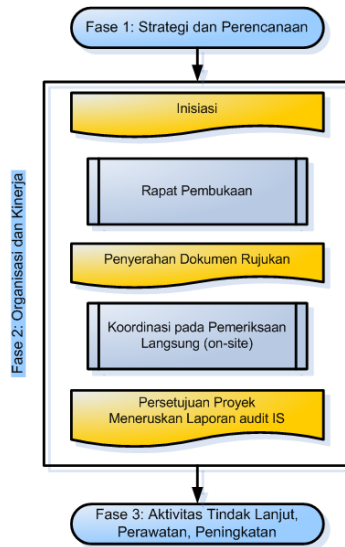 Fase 1: Strategi dan Perencanaan
Fase 2: Organisasi dan Kinerja
Inisiasi
Rapat Pembukaan
Penyerahan Dokumen Rujukan
Koordinasi pada Pemeriksaan
Langsung (on-site)
Persetujuan Proyek
Meneruskan Laporan audit IS
Fase 3: Aktivitas Tindak Lanjut,
Perawatan, Peningkatan